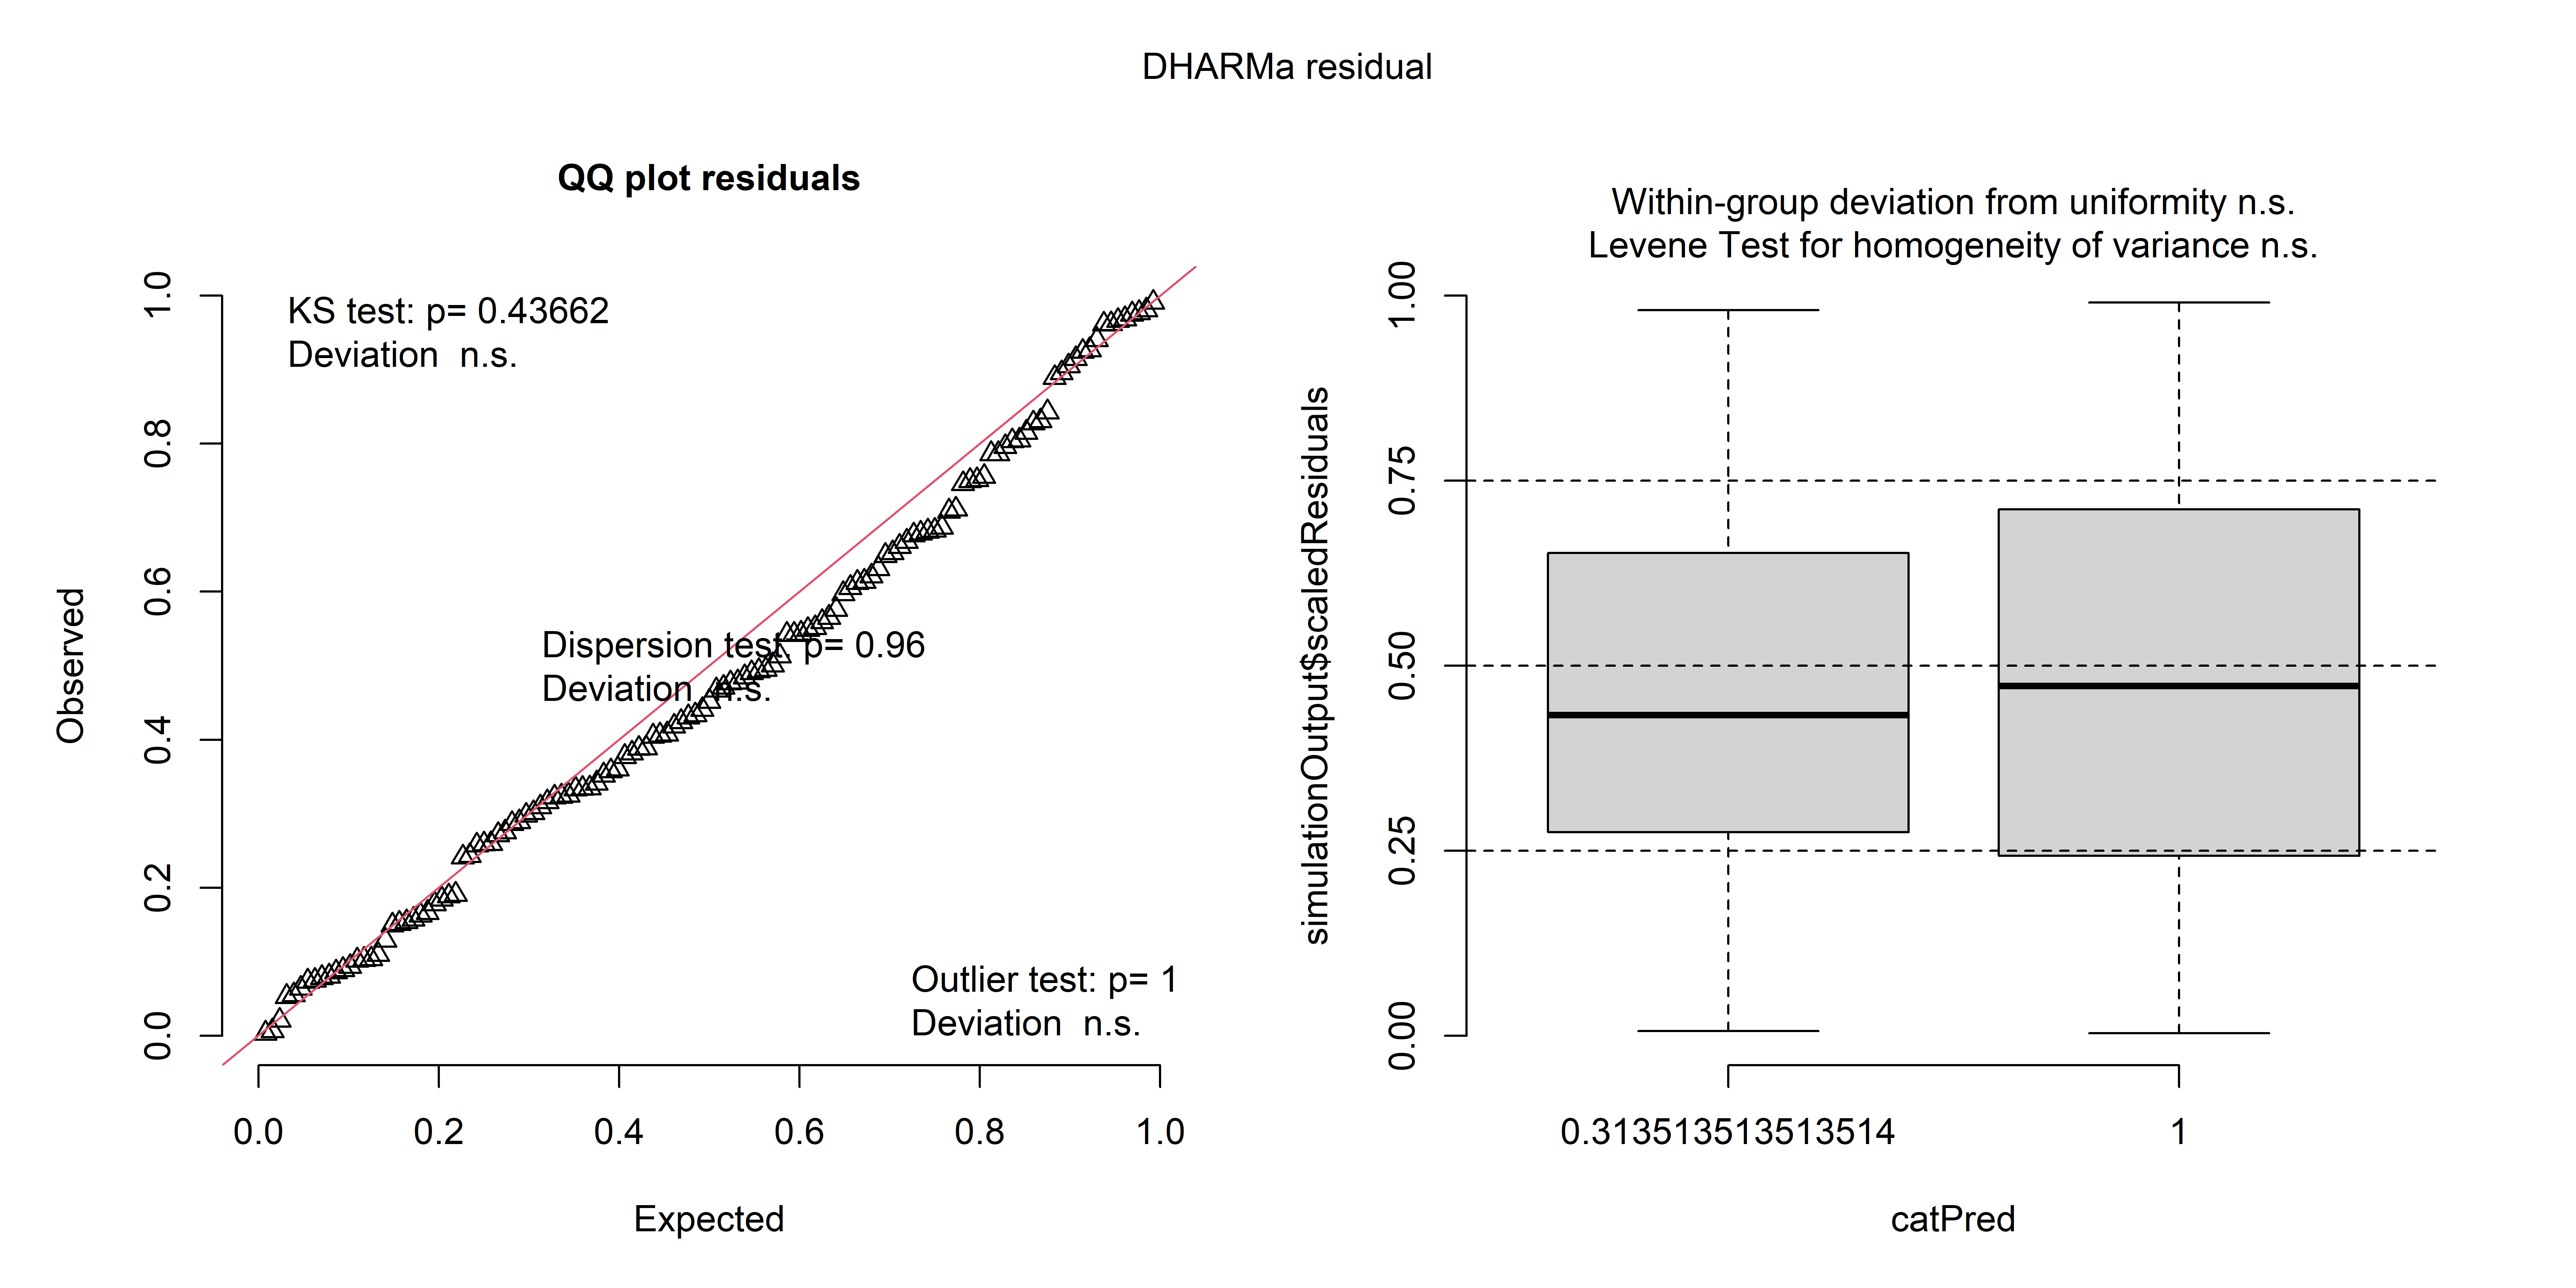 DHARMa residual
QQ plot residuals
KS test: p= 0.43662
Deviation  n.s.
Dispersion test: p= 0.96
Deviation  n.s.
Outlier test: p= 1
Deviation  n.s.
Observed
0.0
0.2
0.4
0.6
0.8
1.0
0.0
0.2
0.4
0.6
0.8
1.0
Expected
Within-group deviation from uniformity n.s.
Levene Test for homogeneity of variance n.s.
simulationOutput$scaledResiduals
0.00
0.25
0.50
0.75
1.00
0.313513513513514
1
catPred